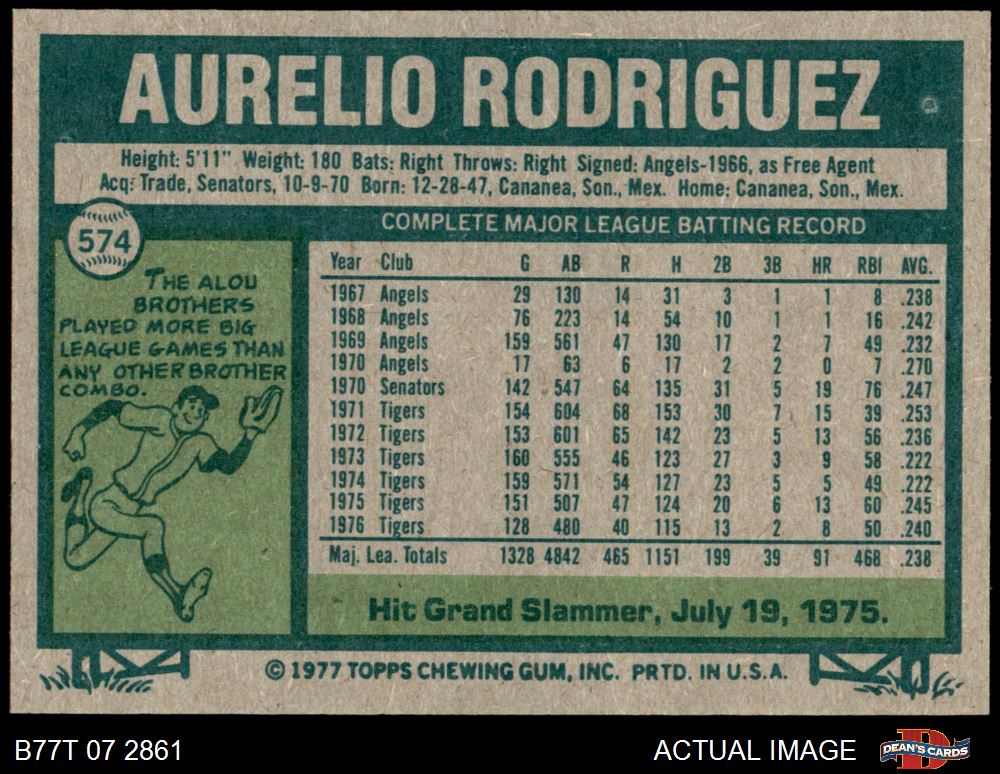 AURELIO RODRIGUEZ
Height: 5'11" Weight: 180 Bats: Right Throws: Right Signed: Angels-1966, as Free Agent
Acq: Trade, Senators, 10-9-70 Born: 12-28-47, Cananea, Son., Mex. Home: Cananea, Son., Mex.
574
THE ALOU
BROTHERS
PLAYED MORE BIG
LEAGUE GAMES THAN
ANY OTHER BROTHER
COMBO.
COMPLETE MAJOR LEAGUE BATTING RECORD
Year Club G AB R H 2B 3B HR RBI AVG.
1967 Angels 29 130 14 31 3 1 1 8 .238
1968 Angels 76 223 14 54 10 1 1 16 .242
1969 Angels 159 561 47 130 17 2 7 49 .232
1970 Angels 17 63 6 17 2 2 0 7 .270
1970 Senators 142 547 64 135 31 5 19 76 .247
1971 Tigers 154 604 68 153 30 7 15 39 .253
1972 Tigers 153 601 65 142 23 5 13 56 .236
1973 Tigers 160 555 46 123 27 3 9 58 .222
1974 Tigers 159 571 54 127 23 5 5 49 .222
1975 Tigers 151 507 47 124 20 6 13 60 .245
1976 Tigers 128 480 40 115 13 2 8 50 .240
Maj. Lea. Totals 1328 4842 465 1151 199 39 91 468 .238
Hit Grand Slammer, July 19, 1975.
© 1977 TOPPS CHEWING GUM, INC. PRTD. IN U.S.A.
B77T 07 2861
ACTUAL IMAGE
DEAN'S CARDS